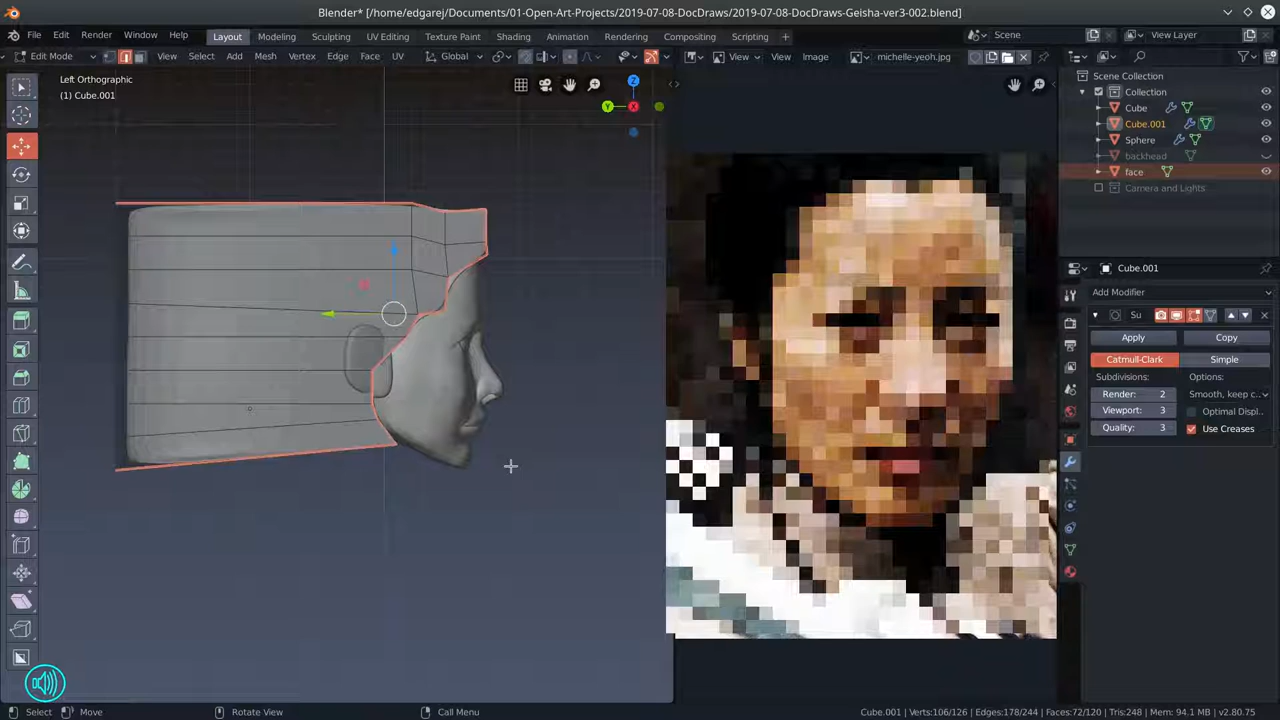 Blender* [/home/edgarej/Documents/01-Open-Art-Projects/2019-07-08-DocDraws/2019-07-08-DocDraws-Geisha-ver3-002.blend]
File Edit Render Window Help Layout Modeling Sculpting UV Editing Texture Paint Shading Animation Rendering Compositing Scripting + Scene View Layer
Edit Mode View Select Add Mesh Vertex Edge Face UV Global View View Image michelle-yeoh.jpg
Left Orthographic
(1) Cube.001
Z
Y X
Scene Collection
Collection
Cube
Cube.001
Sphere
backhead
face
Camera and Lights
Cube.001
Add Modifier
Su
Apply Copy
Catmull-Clark Simple
Subdivisions: Options:
Render: 2 Smooth, keep c..
Viewport: 3 Optimal Displ..
Quality: 3 Use Creases
Select Move Rotate View Call Menu Cube.001 | Verts:106/126 | Edges:178/244 | Faces:72/120 | Tris:248 | Mem: 94.1 MB | v2.80.75